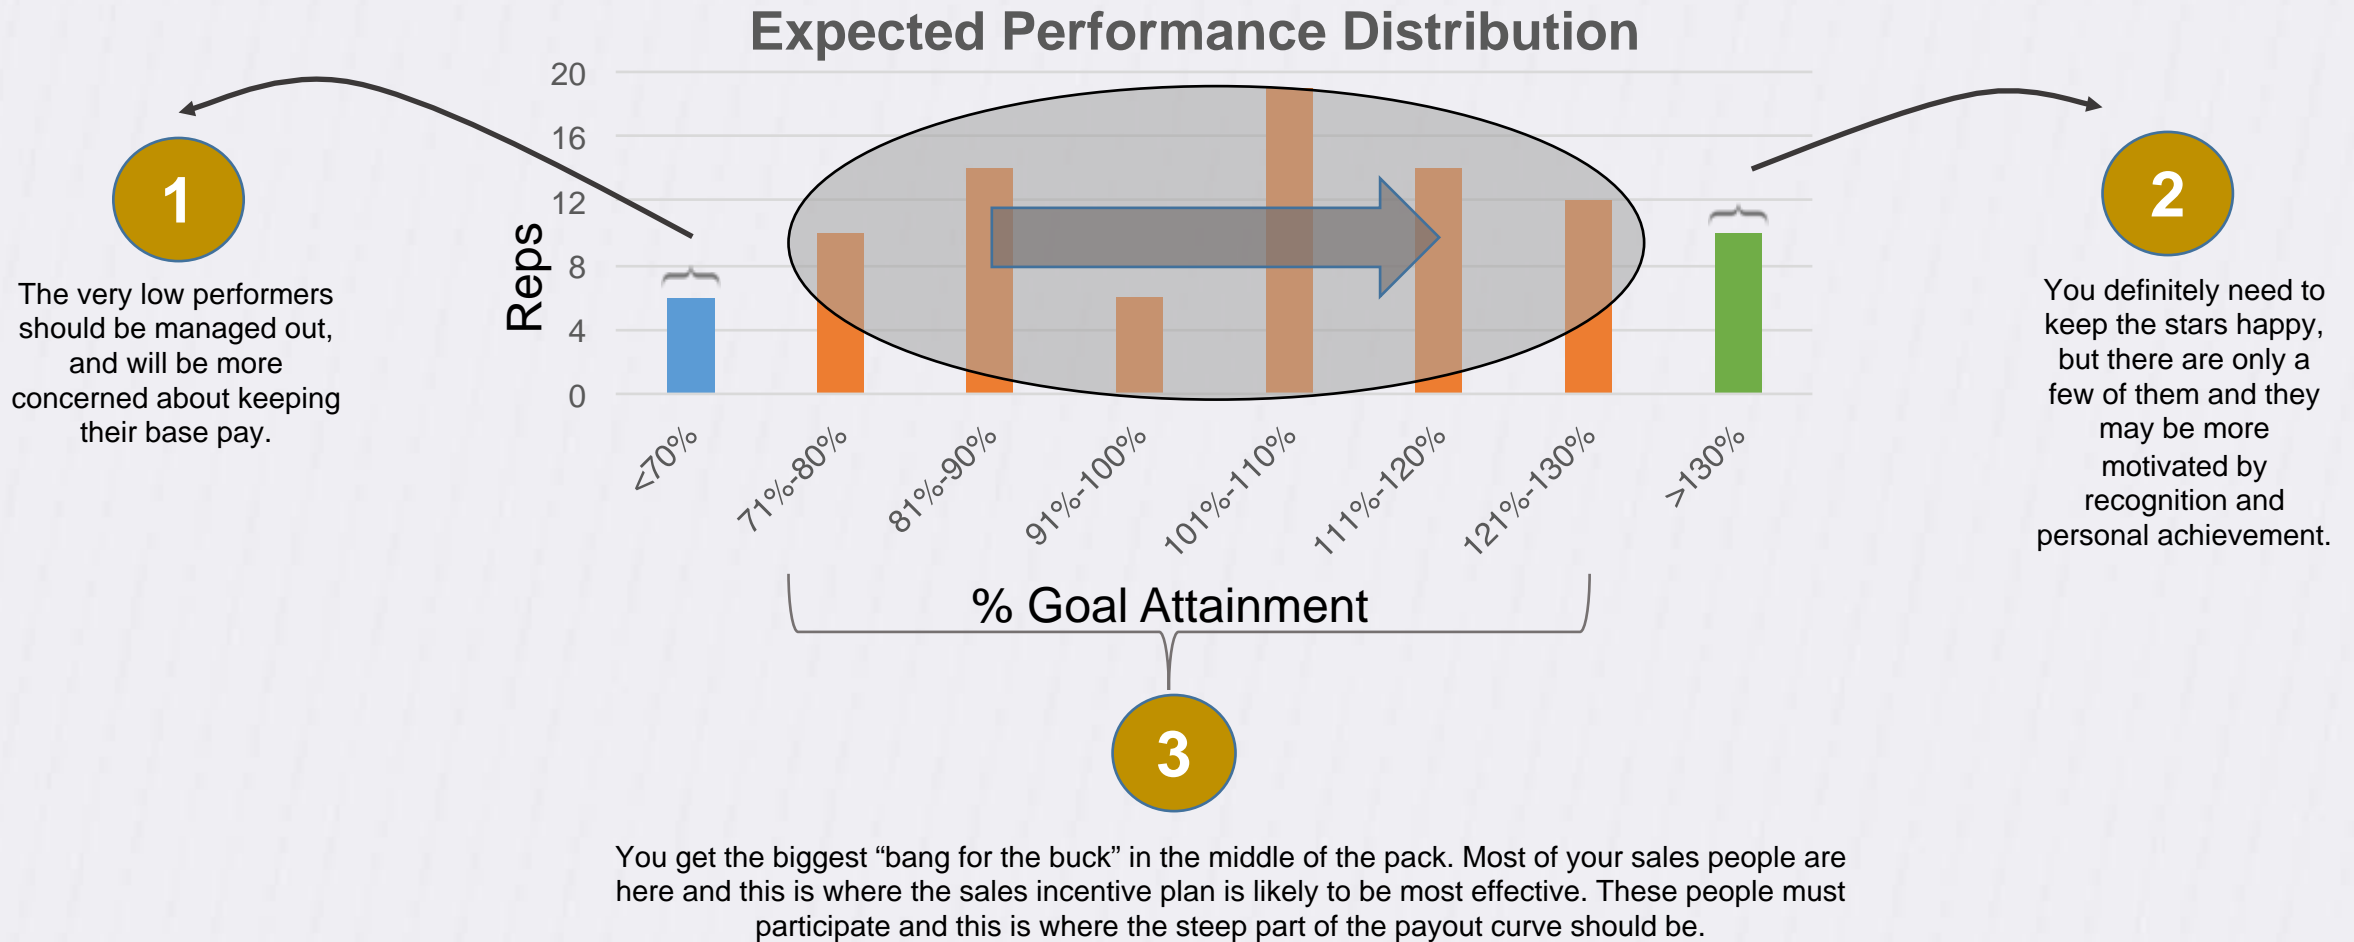 Expected Performance Distribution
20
16
12
8
4
0
Reps
<70%
71%-80%
81%-90%
91%-100%
101%-110%
111%-120%
121%-130%
>130%
% Goal Attainment
1
The very low performers
should be managed out,
and will be more
concerned about keeping
their base pay.
2
You definitely need to
keep the stars happy,
but there are only a
few of them and they
may be more
motivated by
recognition and
personal achievement.
3
You get the biggest “bang for the buck” in the middle of the pack. Most of your sales people are
here and this is where the sales incentive plan is likely to be most effective. These people must
participate and this is where the steep part of the payout curve should be.